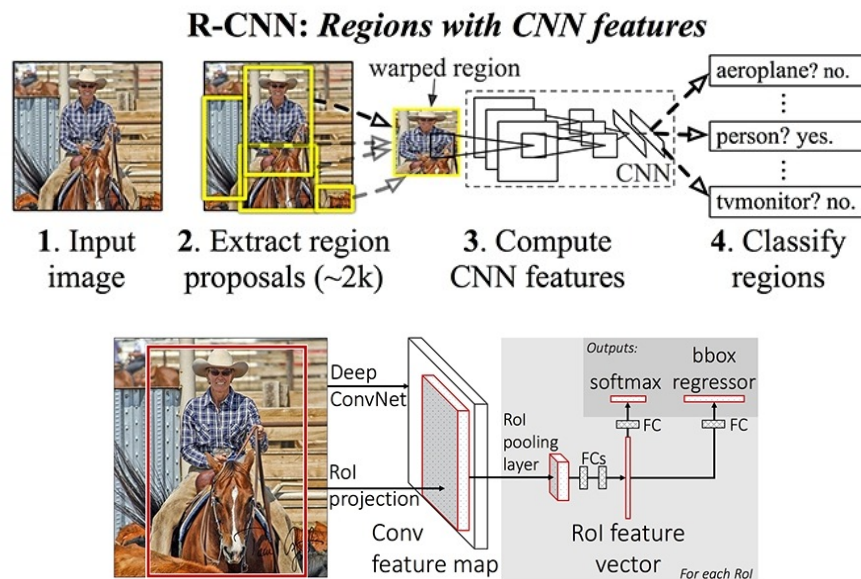 R-CNN: Regions with CNN features
warped region
aeroplane? no.
⋮
person? yes.
⋮
tvmonitor? no.
CNN
1. Input
image
2. Extract region
proposals (~2k)
3. Compute
CNN features
4. Classify
regions
Outputs:
softmax
bbox
regressor
Deep
ConvNet
FC
FC
RoI
pooling
layer
FCs
RoI
projection
Conv
feature map
RoI feature
vector
For each RoI